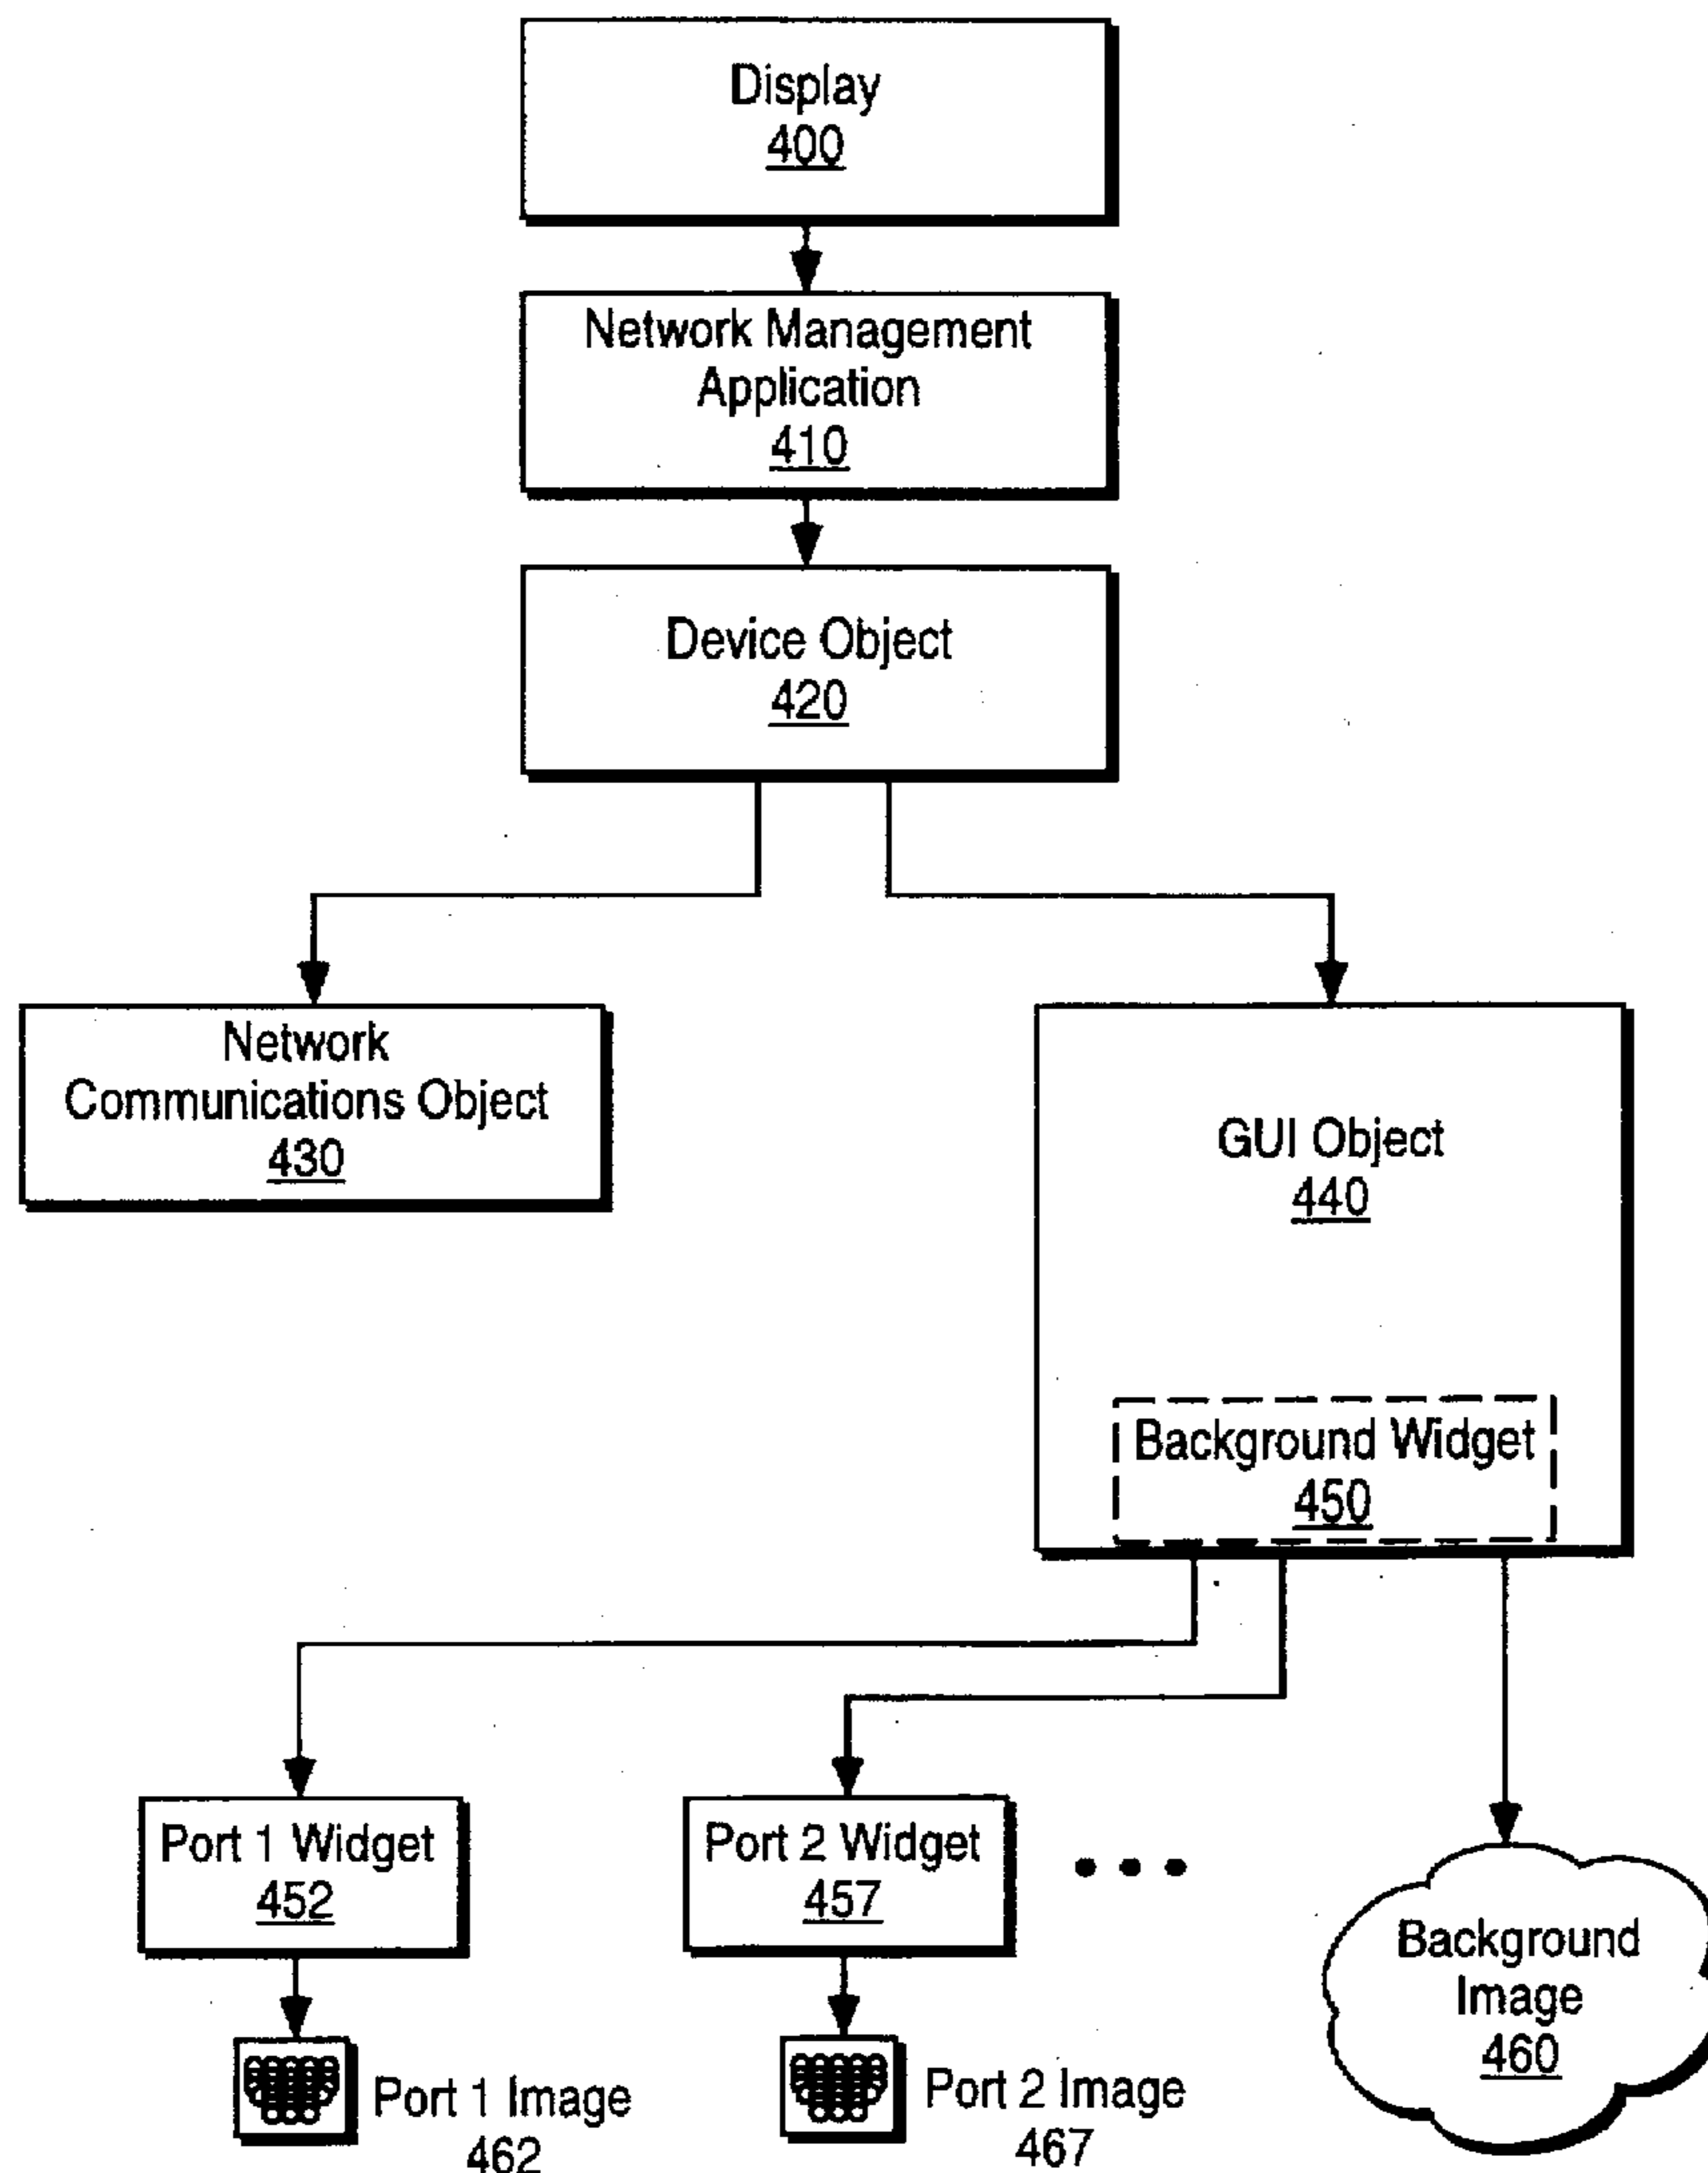 Display
400
Network Management
Application
410
Device Object
420
Network
Communications Object
430
GUI Object
440
Background Widget
450
Port 1 Widget
452
Port 2 Widget
457
Background
Image
460
Port 1 Image
462
Port 2 Image
467